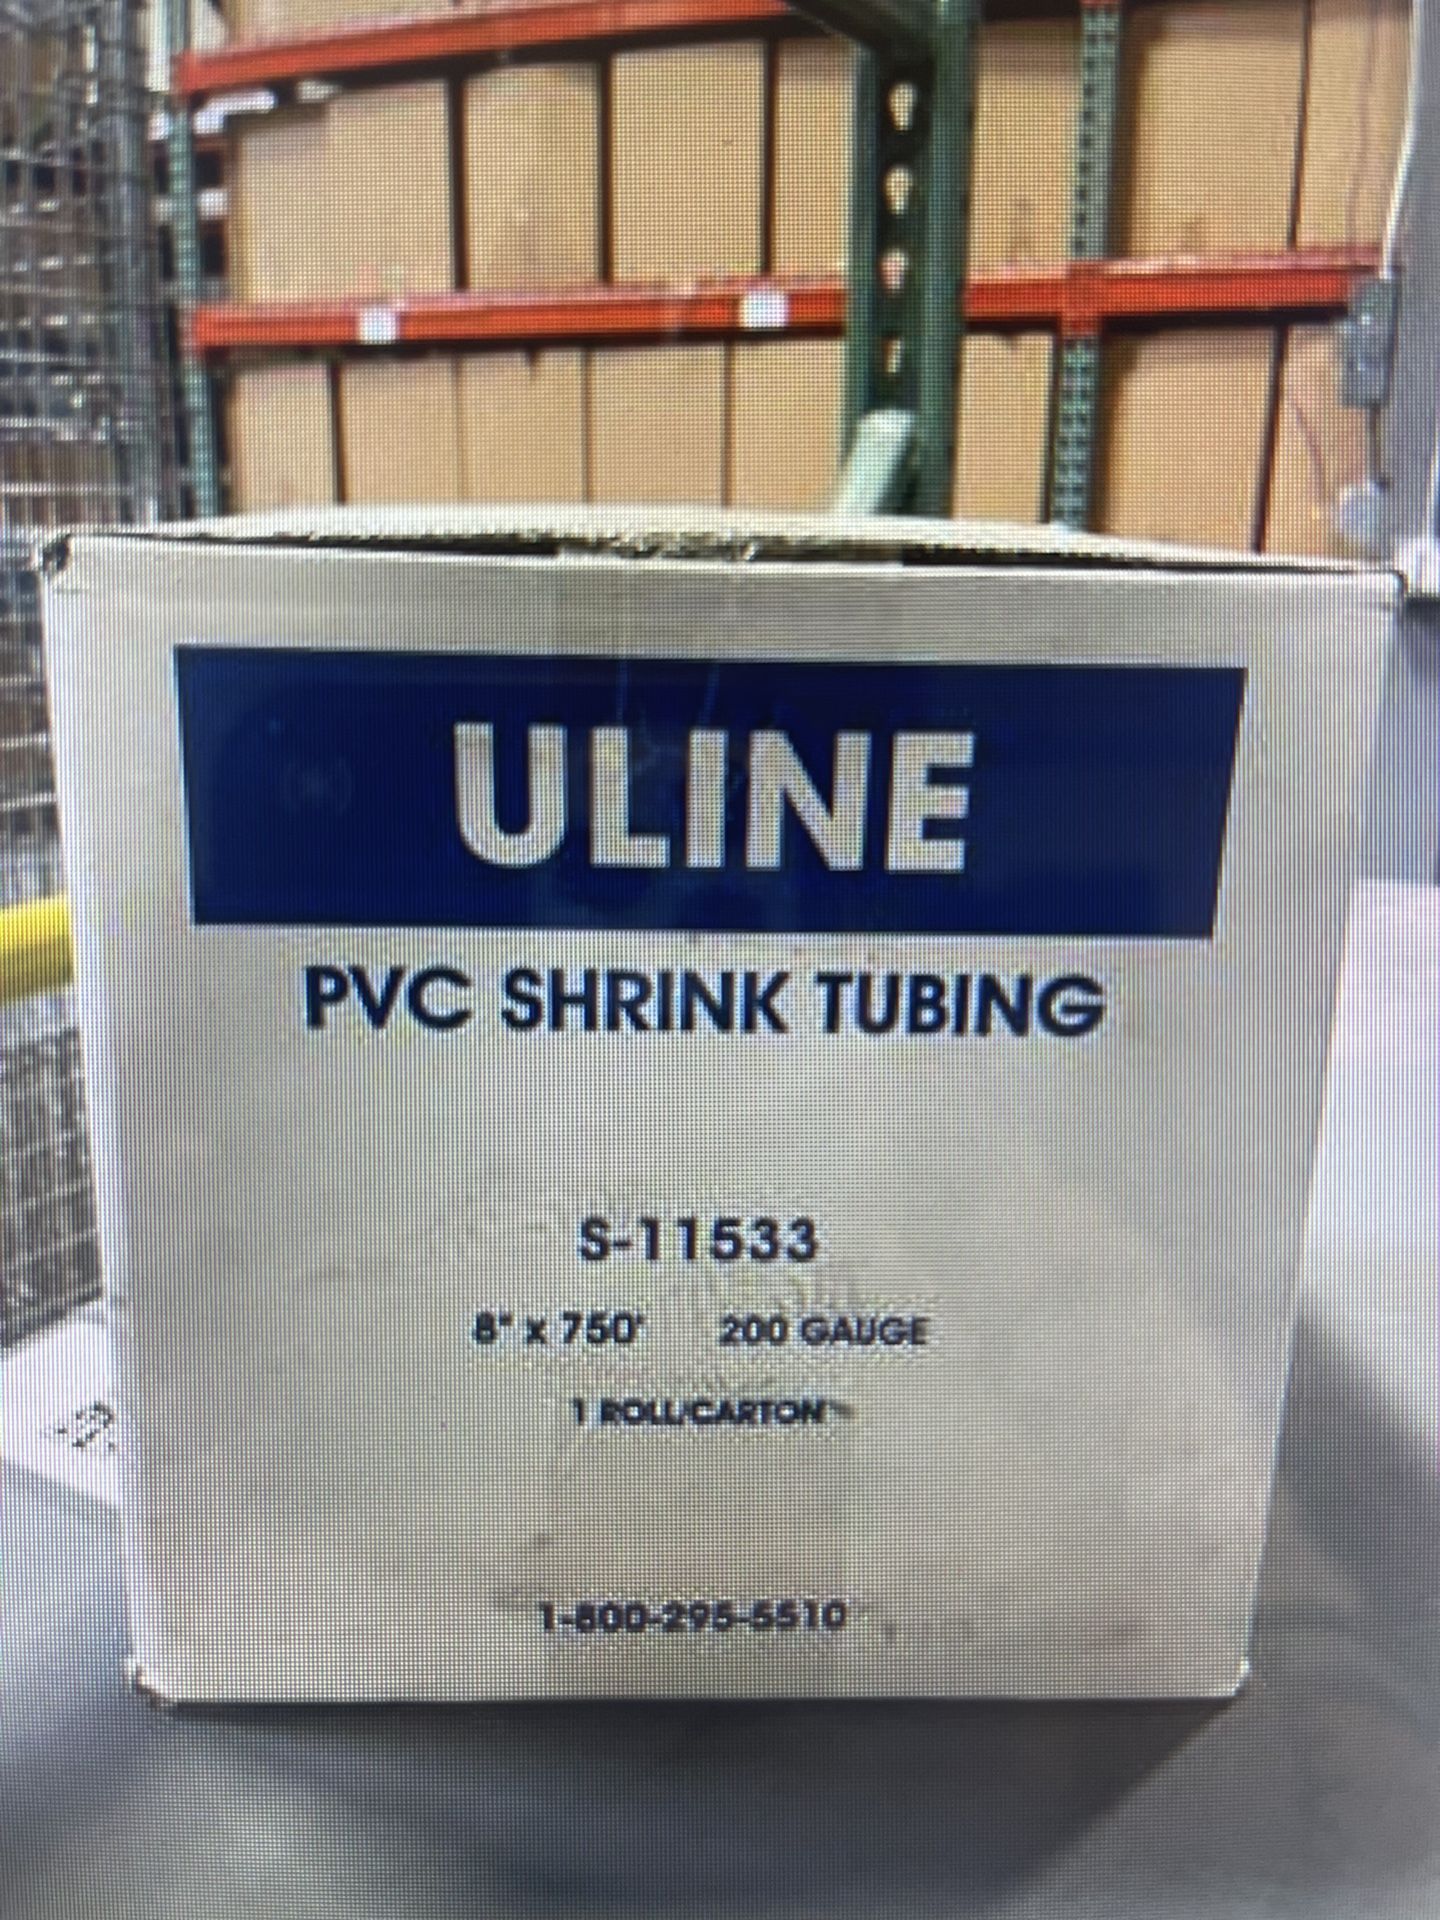 ULINE
PVC SHRINK TUBING
S-11533
8" x 750' 200 GAUGE
1 ROLL/CARTON
1-800-295-5510